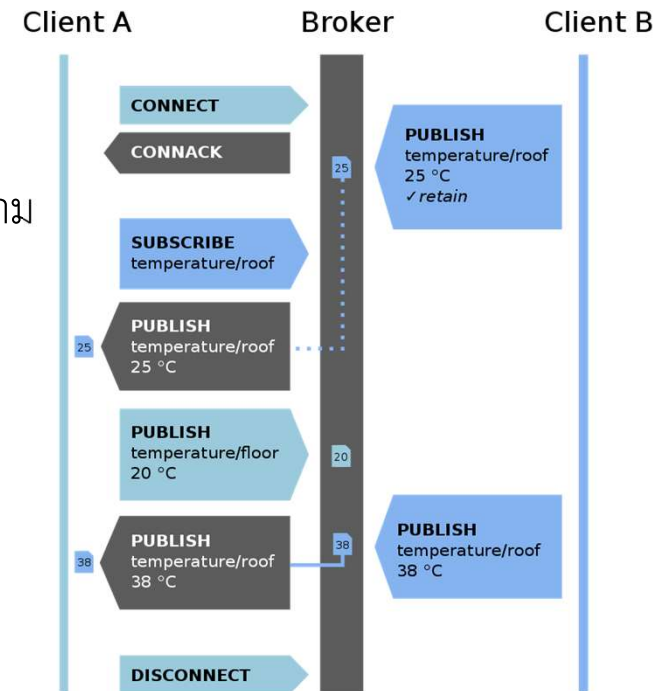 Client A
Broker
Client B
CONNECT
CONNACK
PUBLISH
temperature/roof
25 °C
✓retain
25
SUBSCRIBE
temperature/roof
PUBLISH
temperature/roof
25 °C
25
PUBLISH
temperature/floor
20 °C
20
PUBLISH
temperature/roof
38 °C
38
38
PUBLISH
temperature/roof
38 °C
DISCONNECT